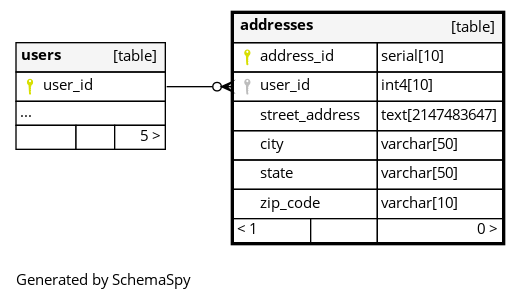 users [table]
user_id
...
5 >
addresses [table]
address_id serial[10]
user_id int4[10]
street_address text[2147483647]
city varchar[50]
state varchar[50]
zip_code varchar[10]
< 1 0 >
Generated by SchemaSpy